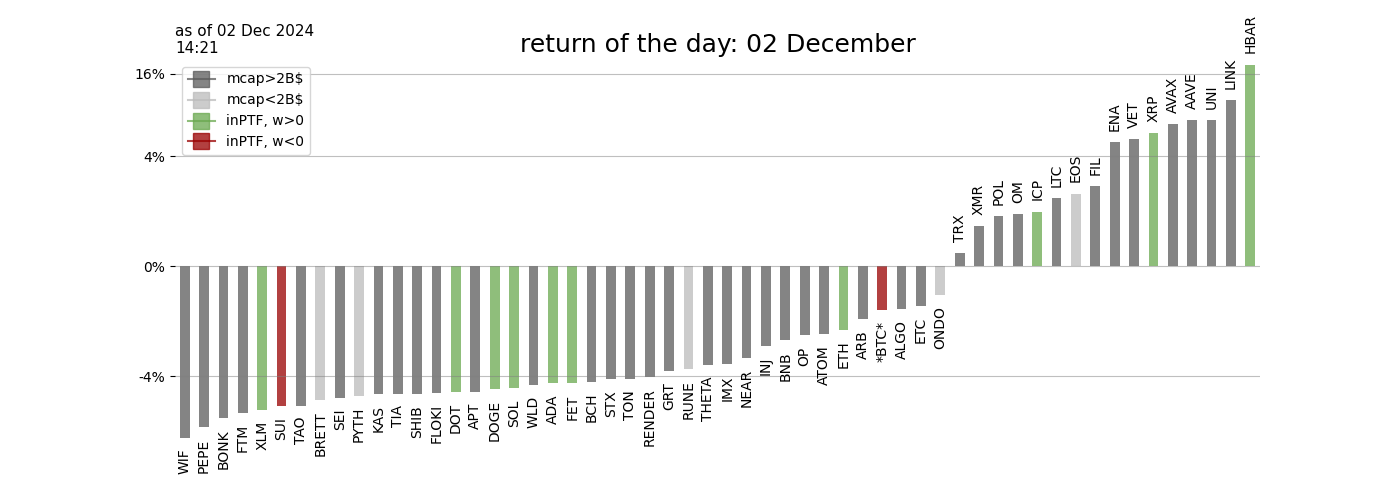 as of 02 Dec 2024
14:21
return of the day: 02 December
mcap>2B$
mcap<2B$
inPTF, w>0
inPTF, w<0
16%
4%
0%
-4%
WIF
PEPE
BONK
FTM
XLM
SUI
TAO
BRETT
SEI
PYTH
KAS
TIA
SHIB
FLOKI
DOT
APT
DOGE
SOL
WLD
ADA
FET
BCH
STX
TON
RENDER
GRT
RUNE
THETA
IMX
NEAR
INJ
BNB
OP
ATOM
ETH
ARB
*BTC*
ALGO
ETC
ONDO
TRX
XMR
POL
OM
ICP
LTC
EOS
FIL
ENA
VET
XRP
AVAX
AAVE
UNI
LINK
HBAR